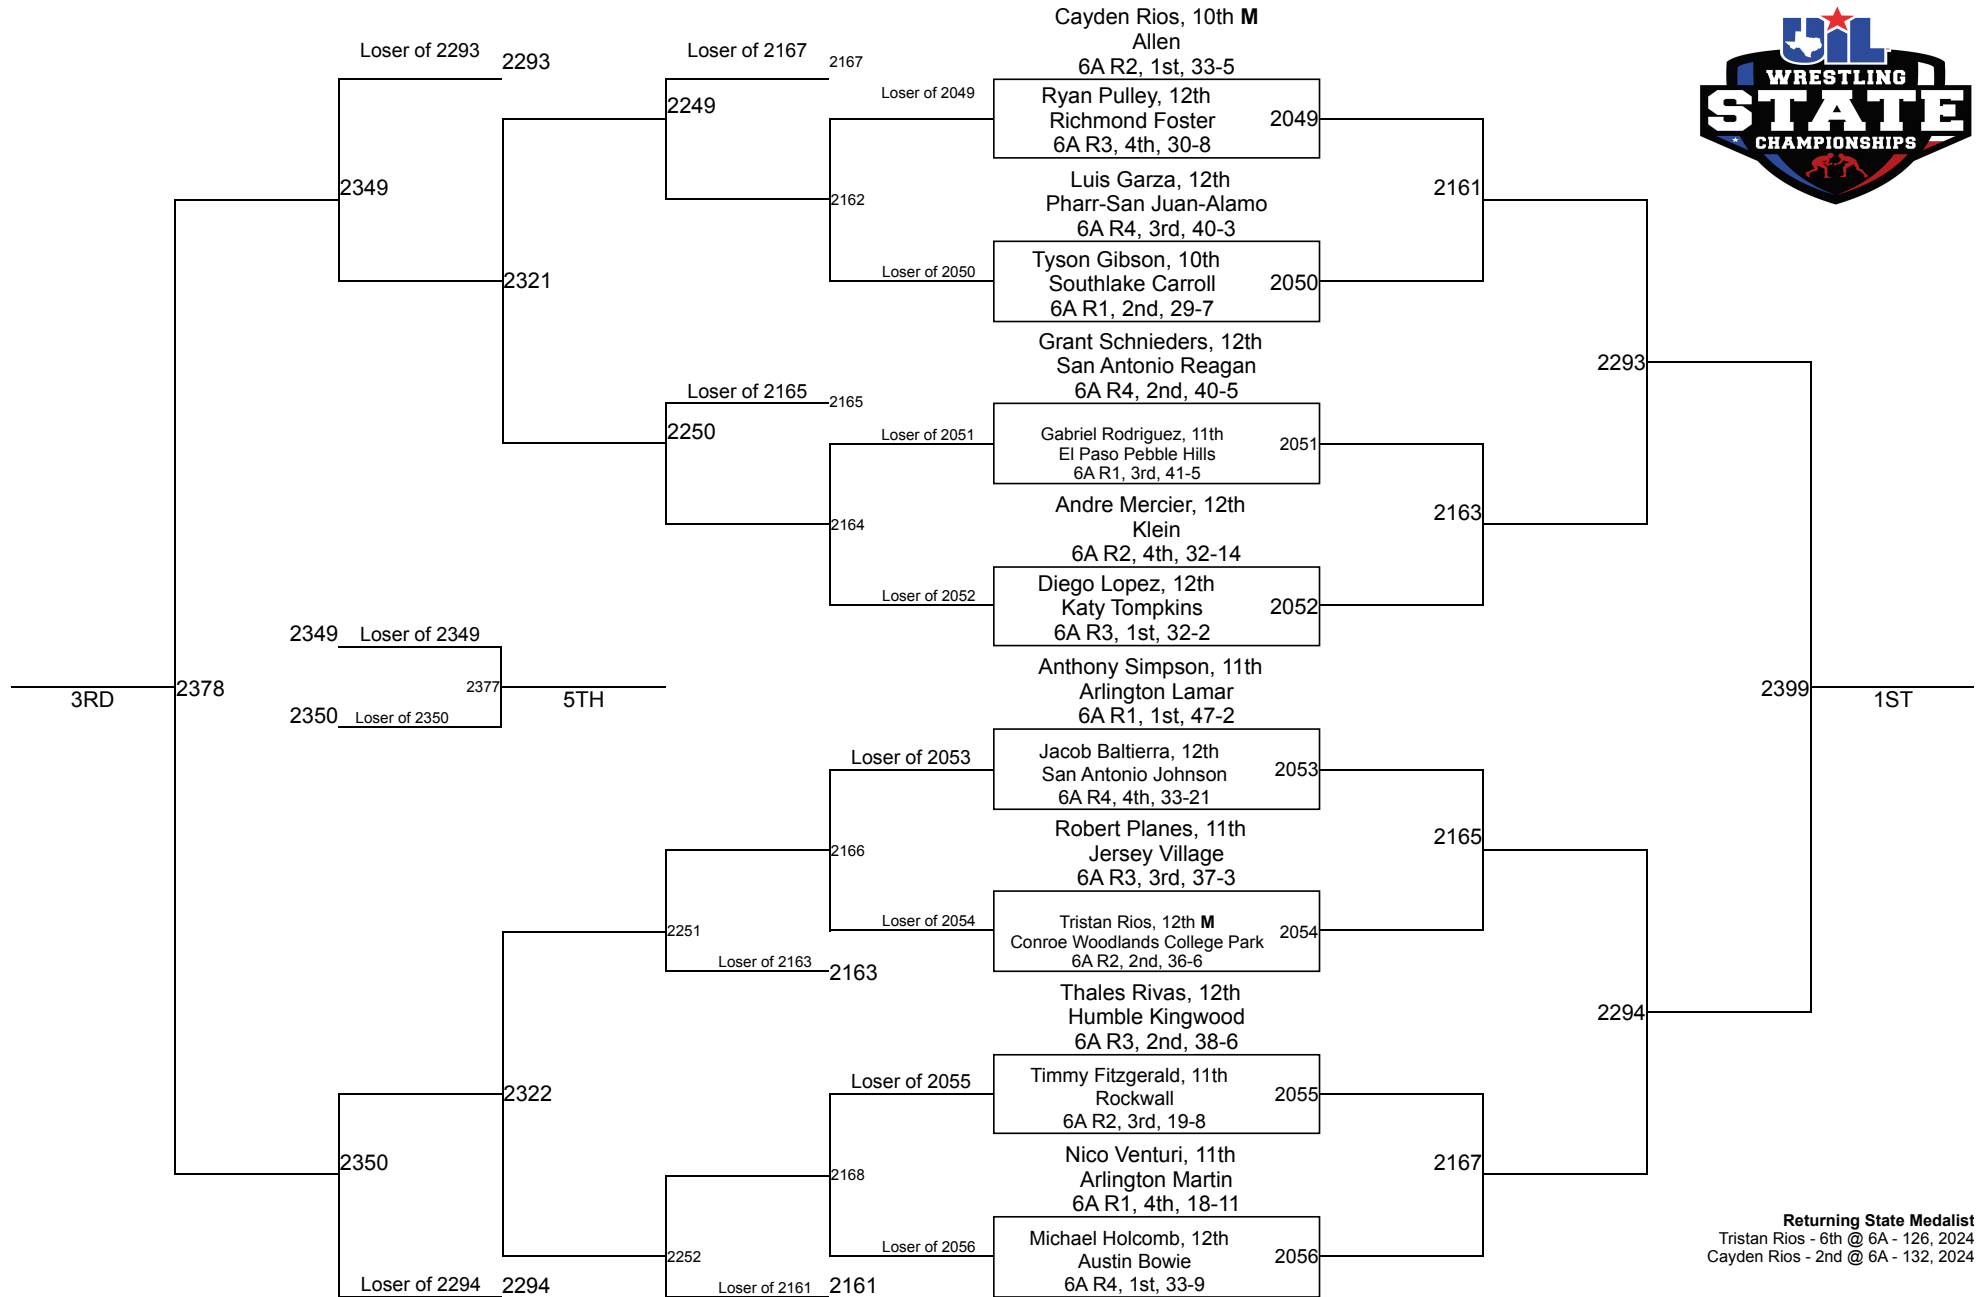 Cayden Rios, 10th M
Allen
6A R2, 1st, 33-5
Ryan Pulley, 12th
Richmond Foster
6A R3, 4th, 30-8
2049
Luis Garza, 12th
Pharr-San Juan-Alamo
6A R4, 3rd, 40-3
Tyson Gibson, 10th
Southlake Carroll
6A R1, 2nd, 29-7
2050
Grant Schnieders, 12th
San Antonio Reagan
6A R4, 2nd, 40-5
Gabriel Rodriguez, 11th
El Paso Pebble Hills
6A R1, 3rd, 41-5
2051
Andre Mercier, 12th
Klein
6A R2, 4th, 32-14
Diego Lopez, 12th
Katy Tompkins
6A R3, 1st, 32-2
2052
Anthony Simpson, 11th
Arlington Lamar
6A R1, 1st, 47-2
Jacob Baltierra, 12th
San Antonio Johnson
6A R4, 4th, 33-21
2053
Robert Planes, 11th
Jersey Village
6A R3, 3rd, 37-3
Tristan Rios, 12th M
Conroe Woodlands College Park
6A R2, 2nd, 36-6
2054
Thales Rivas, 12th
Humble Kingwood
6A R3, 2nd, 38-6
Timmy Fitzgerald, 11th
Rockwall
6A R2, 3rd, 19-8
2055
Nico Venturi, 11th
Arlington Martin
6A R1, 4th, 18-11
Michael Holcomb, 12th
Austin Bowie
6A R4, 1st, 33-9
2056
2161
2163
2165
2167
2293
2294
2399
1ST
Loser of 2049
Loser of 2050
Loser of 2051
Loser of 2052
Loser of 2053
Loser of 2054
Loser of 2055
Loser of 2056
2167
2162
2165
2164
2166
2163
2168
2161
Loser of 2167
2249
Loser of 2165
2250
2251
Loser of 2163
2252
Loser of 2161
Loser of 2293
2293
2321
2322
Loser of 2294
2294
2349
2350
2349
Loser of 2349
2350
Loser of 2350
2377
5TH
2378
3RD
UIL
WRESTLING
STATE
CHAMPIONSHIPS
Returning State Medalist
Tristan Rios - 6th @ 6A - 126, 2024
Cayden Rios - 2nd @ 6A - 132, 2024